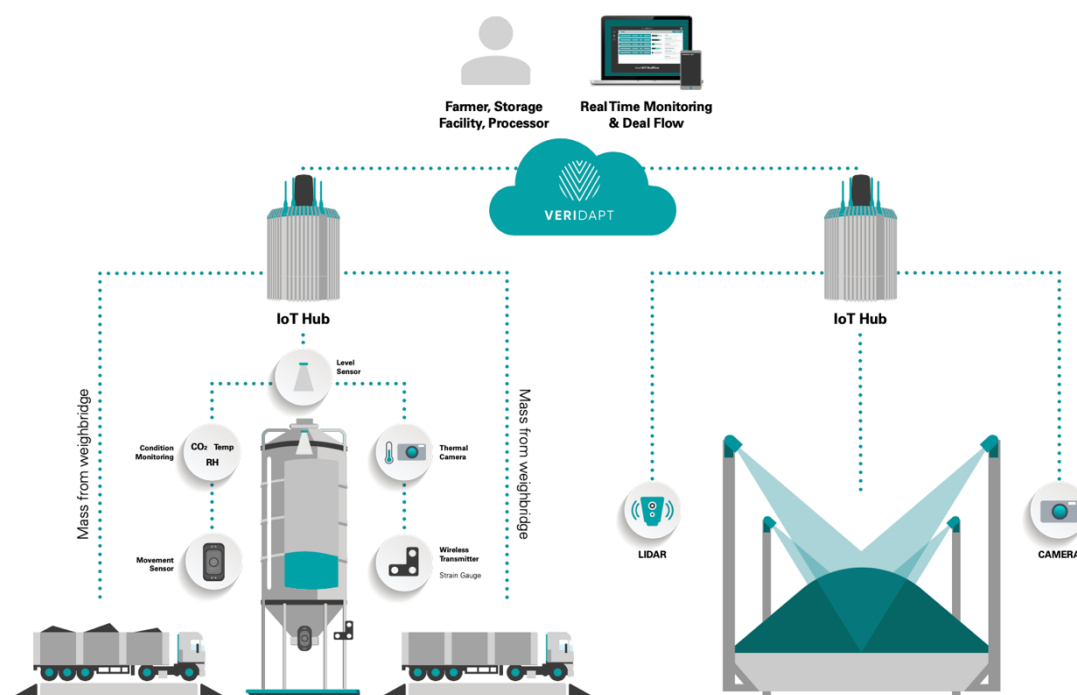 Farmer, Storage
Facility, Processor
Real Time Monitoring
& Deal Flow
VERIDAPT
IoT Hub
IoT Hub
Level
Sensor
Mass from weighbridge
Mass from weighbridge
Condition
Monitoring
CO₂ Temp
RH
Thermal
Camera
Movement
Sensor
Wireless
Transmitter
Strain Gauge
LIDAR
CAMERA